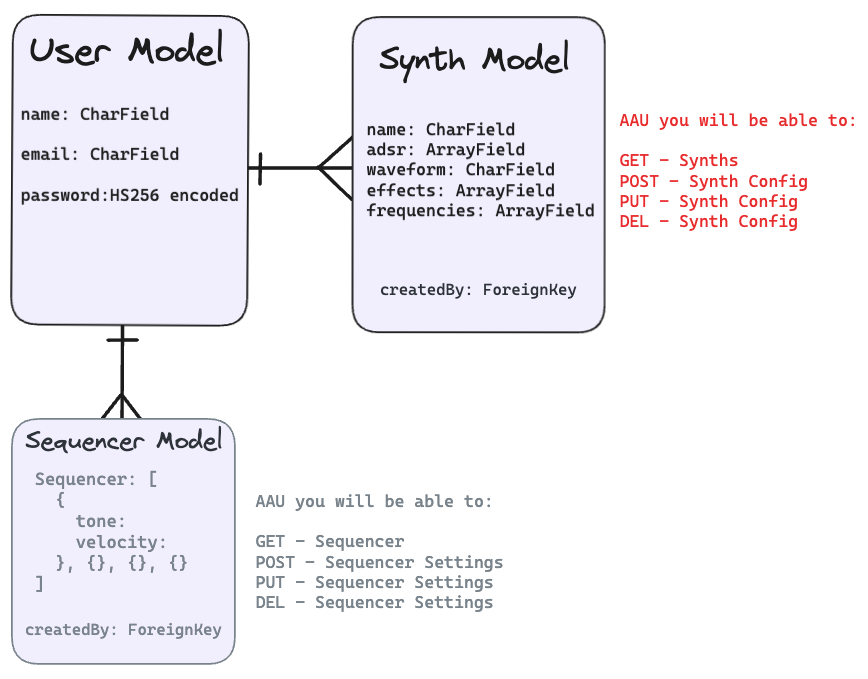 User Model
name: CharField
email: CharField
password:HS256 encoded
Synth Model
name: CharField
adsr: ArrayField
waveform: CharField
effects: ArrayField
frequencies: ArrayField
createdBy: ForeignKey
AAU you will be able to:
GET - Synths
POST - Synth Config
PUT - Synth Config
DEL - Synth Config
Sequencer Model
Sequencer: [
{
tone:
velocity:
}, {}, {}, {}
]
createdBy: ForeignKey
AAU you will be able to:
GET - Sequencer
POST - Sequencer Settings
PUT - Sequencer Settings
DEL - Sequencer Settings